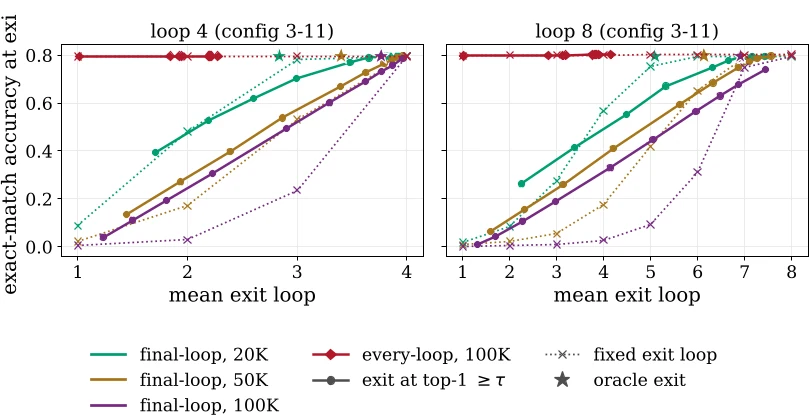 loop 4 (config 3-11)
loop 8 (config 3-11)
exact-match accuracy at exi
0.8
0.6
0.4
0.2
0.0
1 2 3 4
1 2 3 4 5 6 7 8
mean exit loop
mean exit loop
final-loop, 20K
final-loop, 50K
final-loop, 100K
every-loop, 100K
exit at top-1 ≥ τ
fixed exit loop
oracle exit